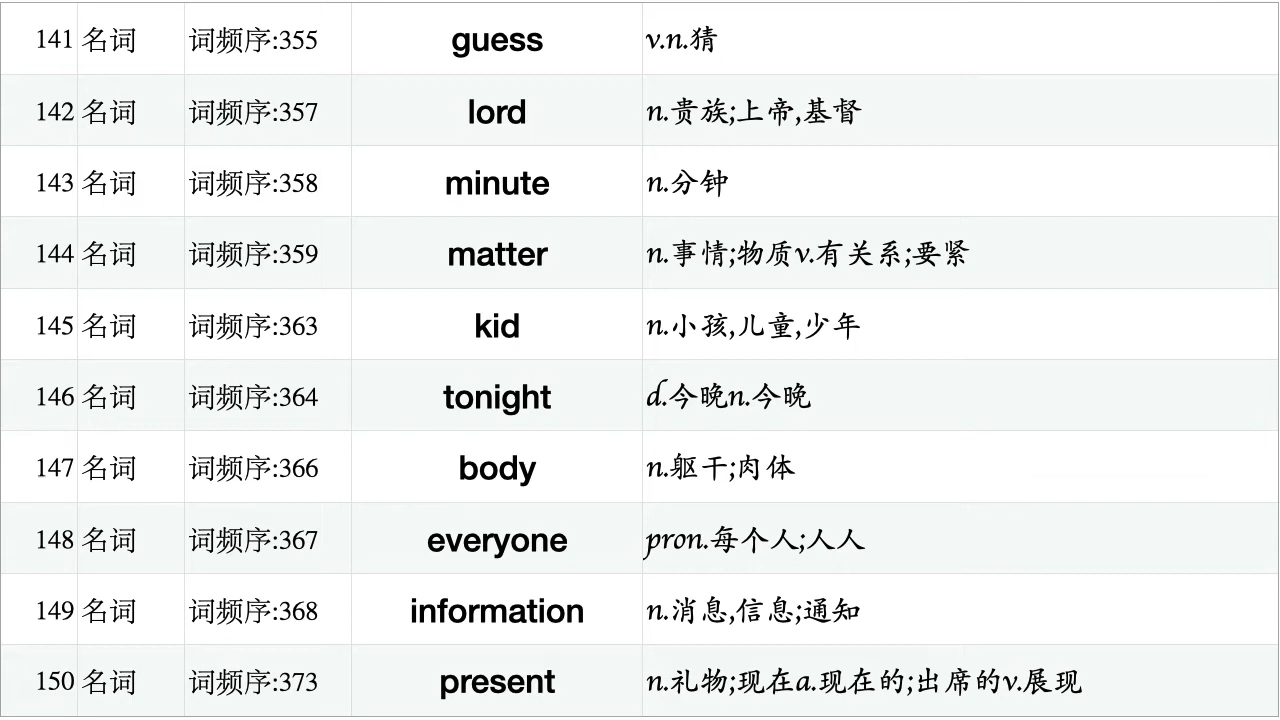 141 名词 词频序:355 guess v.n.猜
142 名词 词频序:357 lord n.贵族;上帝,基督
143 名词 词频序:358 minute n.分钟
144 名词 词频序:359 matter n.事情;物质v.有关系;要紧
145 名词 词频序:363 kid n.小孩,儿童,少年
146 名词 词频序:364 tonight d.今晚n.今晚
147 名词 词频序:366 body n.躯干;肉体
148 名词 词频序:367 everyone pron.每个人;人人
149 名词 词频序:368 information n.消息,信息;通知
150 名词 词频序:373 present n.礼物;现在a.现在的;出席的v.展现